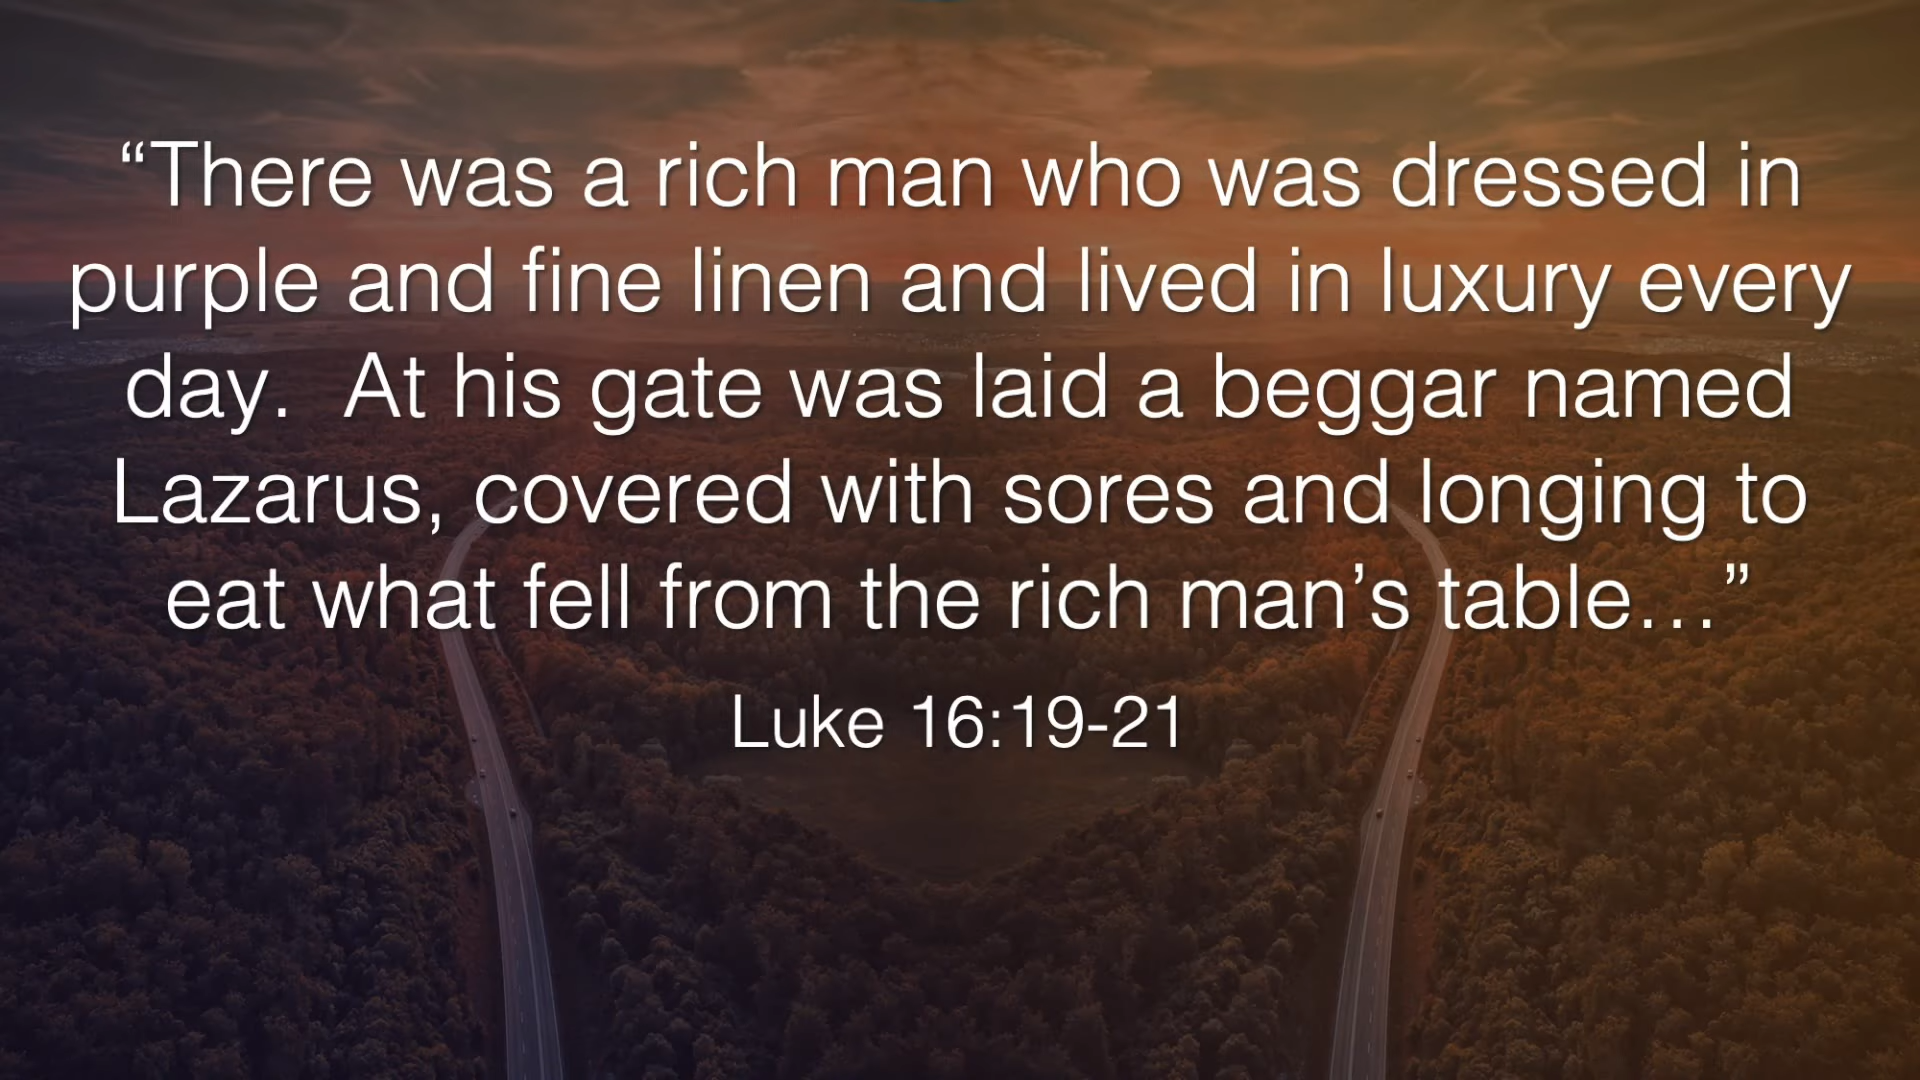 “There was a rich man who was dressed in
purple and fine linen and lived in luxury every
day.  At his gate was laid a beggar named
Lazarus, covered with sores and longing to
eat what fell from the rich man’s table…”
Luke 16:19-21